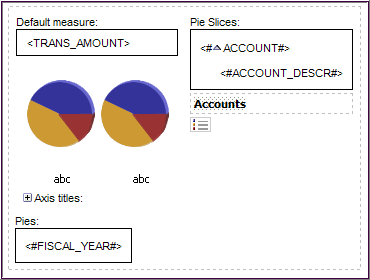 Default measure:
<TRANS_AMOUNT>
Pie Slices:
<#ACCOUNT#>
<#ACCOUNT_DESCR#>
Accounts
abc
abc
Axis titles:
Pies:
<#FISCAL_YEAR#>